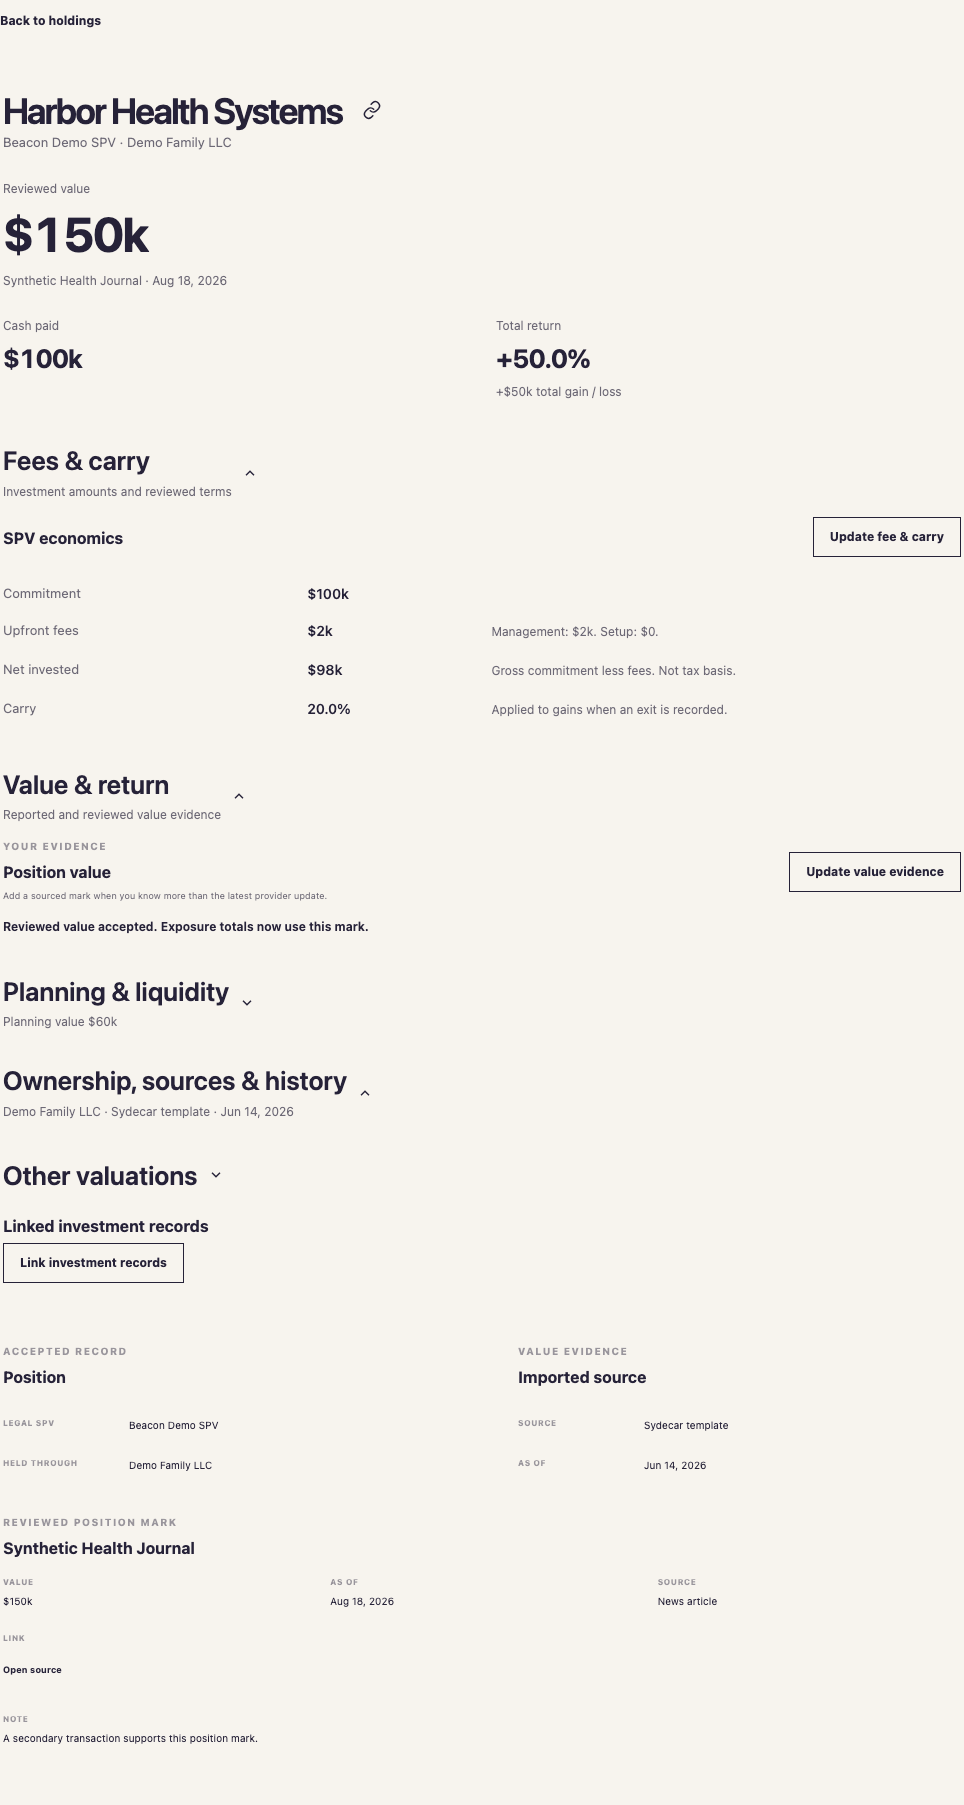 Back to holdings
Harbor Health Systems
Beacon Demo SPV · Demo Family LLC
Reviewed value
$150k
Synthetic Health Journal · Aug 18, 2026
Cash paid
$100k
Total return
+50.0%
+$50k total gain / loss
Fees & carry
Investment amounts and reviewed terms
SPV economics
Update fee & carry
Commitment $100k
Upfront fees $2k Management: $2k. Setup: $0.
Net invested $98k Gross commitment less fees. Not tax basis.
Carry 20.0% Applied to gains when an exit is recorded.
Value & return
Reported and reviewed value evidence
YOUR EVIDENCE
Position value
Update value evidence
Add a sourced mark when you know more than the latest provider update.
Reviewed value accepted. Exposure totals now use this mark.
Planning & liquidity
Planning value $60k
Ownership, sources & history
Demo Family LLC · Sydecar template · Jun 14, 2026
Other valuations
Linked investment records
Link investment records
ACCEPTED RECORD
Position
LEGAL SPV Beacon Demo SPV
HELD THROUGH Demo Family LLC
VALUE EVIDENCE
Imported source
SOURCE Sydecar template
AS OF Jun 14, 2026
REVIEWED POSITION MARK
Synthetic Health Journal
VALUE
$150k
AS OF
Aug 18, 2026
SOURCE
News article
LINK
Open source
NOTE
A secondary transaction supports this position mark.